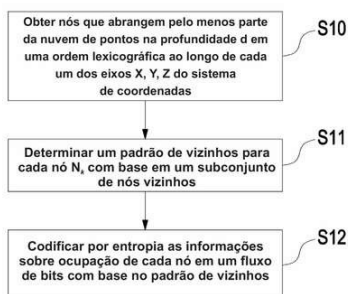 Obter nós que abrangem pelo menos parte
da nuvem de pontos na profundidade d em
uma ordem lexicográfica ao longo de cada
um dos eixos X, Y, Z do sistema
de coordenadas
S10
Determinar um padrão de vizinhos para
cada nó Nₖ com base em um subconjunto
de nós vizinhos
S11
Codificar por entropia as informações
sobre ocupação de cada nó em um fluxo
de bits com base no padrão de vizinhos
S12